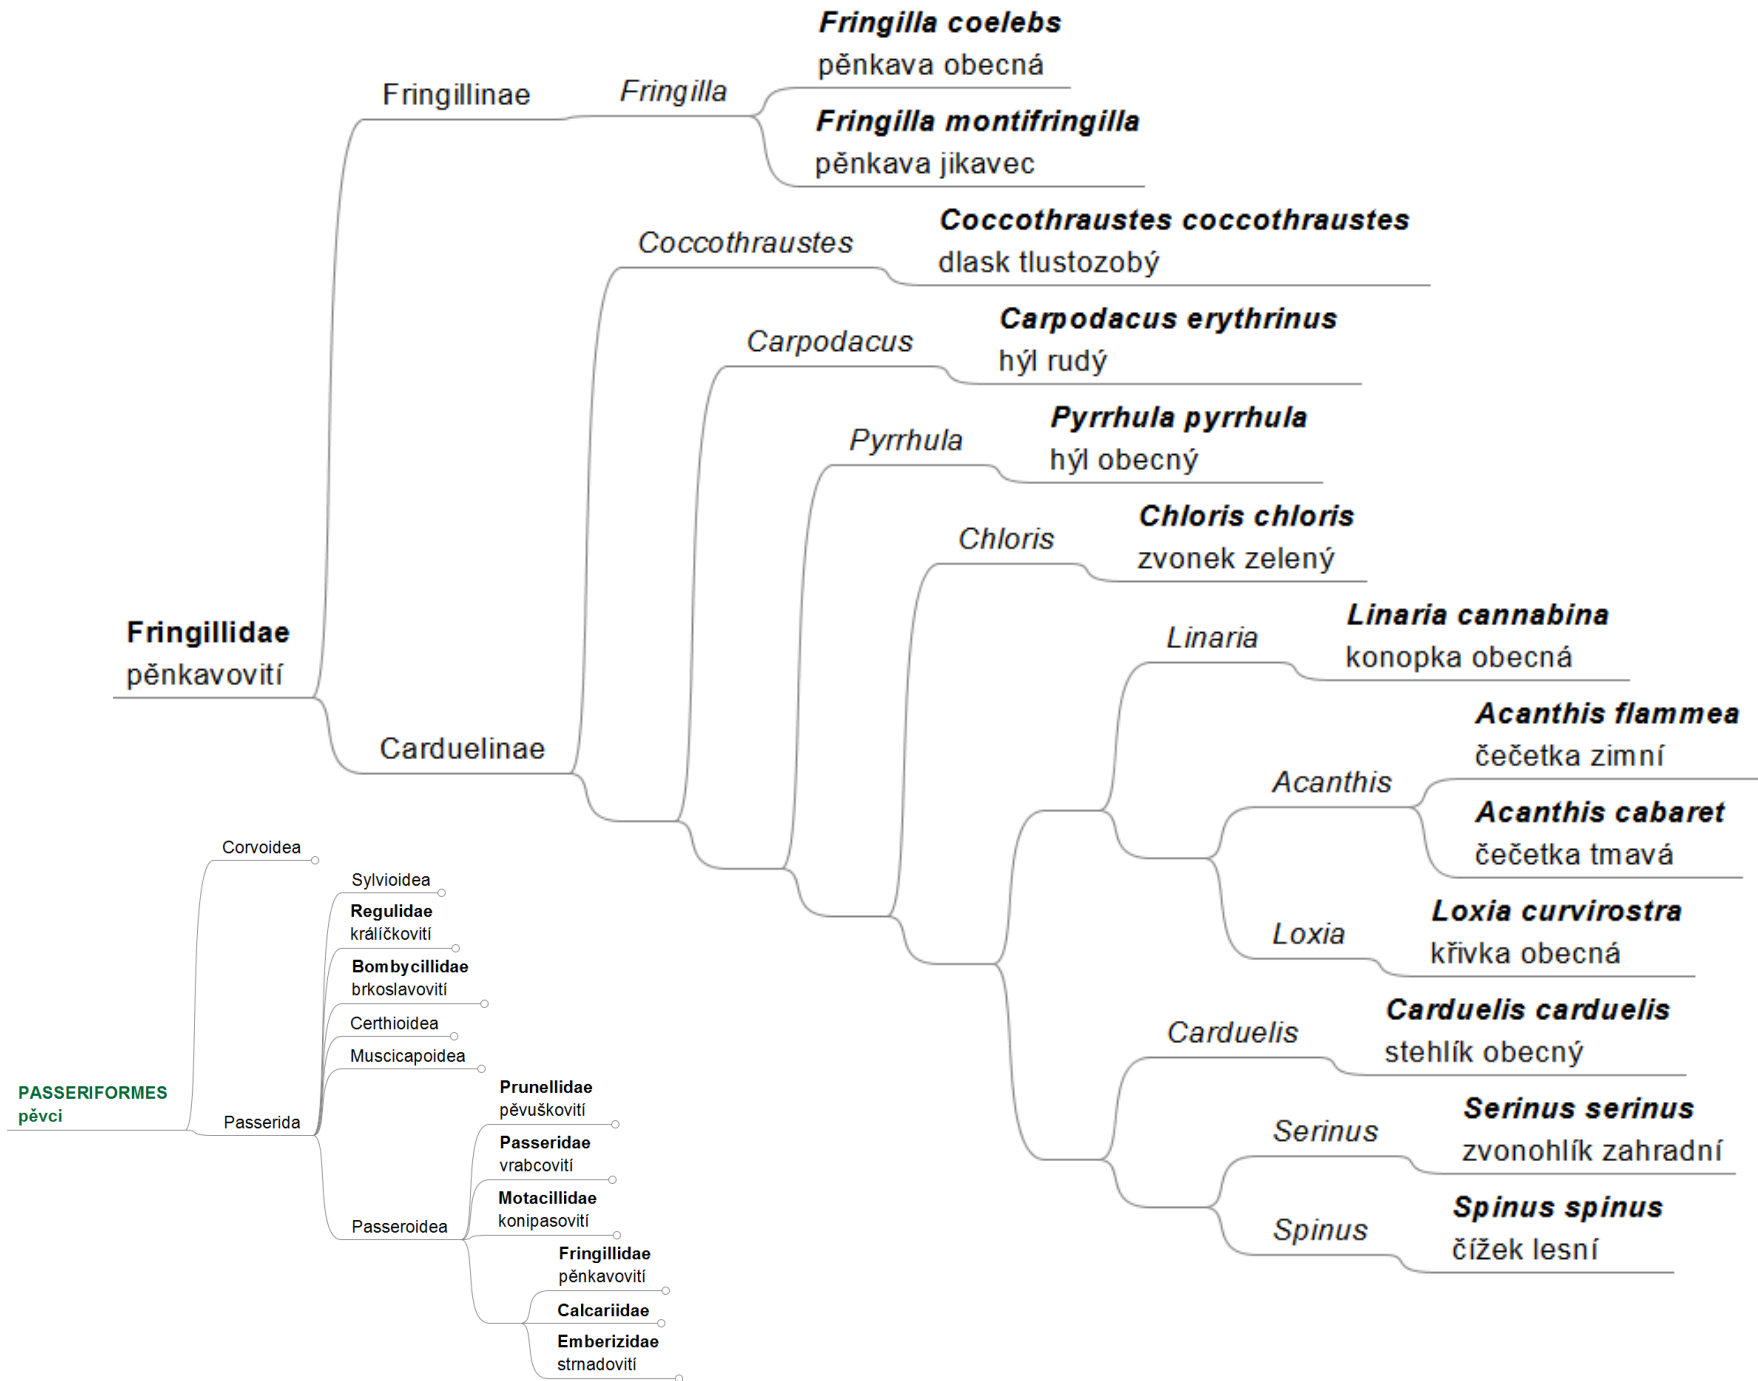 Fringilla coelebs
pěnkava obecná
Fringillinae
Fringilla
Fringilla montifringilla
pěnkava jikavec
Coccothraustes coccothraustes
Coccothraustes
dlask tlustozobý
Carpodacus erythrinus
Carpodacus
hýl rudý
Pyrrhula pyrrhula
Pyrrhula
hýl obecný
Chloris chloris
Chloris
zvonek zelený
Linaria cannabina
Linaria
konopka obecná
Fringillidae
pěnkavovití
Carduelinae
Acanthis flammea
čečetka zimní
Acanthis
Acanthis cabaret
čečetka tmavá
Loxia curvirostra
Loxia
křivka obecná
Carduelis carduelis
Carduelis
stehlík obecný
Serinus serinus
Serinus
zvonohlík zahradní
Spinus spinus
Spinus
čížek lesní
Corvoidea
Sylvioidea
Regulidae
králíčkovití
Bombycillidae
brkoslavovití
Certhioidea
Muscicapoidea
PASSERIFORMES
pěvci
Passerida
Prunellidae
pěvuškovití
Passeridae
vrabcovití
Motacillidae
konipasovití
Passeroidea
Fringillidae
pěnkavovití
Calcariidae
Emberizidae
strnadovití